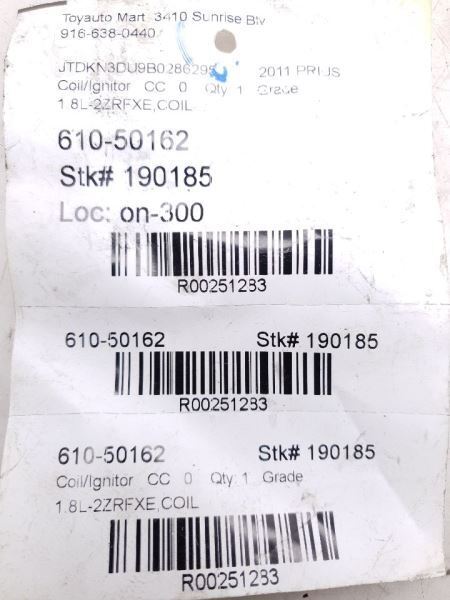 Toyauto Mart 3410 Sunrise Blv
916-638-0440
2011 PRIUS
Coil/Ignitor CC 0 Qty: 1 Grade
1.8L-2ZRFXE,COIL
610-50162
Stk# 190185
Loc: on-300
R00251283
610-50162 Stk# 190185
R00251283
610-50162 Stk# 190185
Coil/Ignitor CC 0 Qty: 1 Grade
1.8L-2ZRFXE,COIL
R00251283